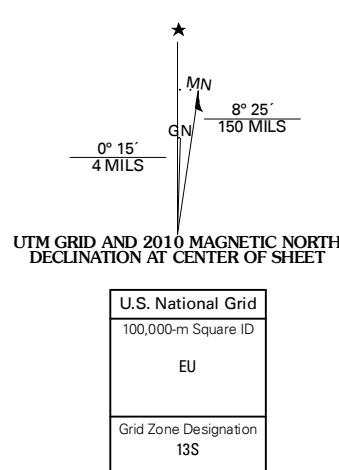 ★
MN
8° 25´
150 MILS
GN
0° 15´
4 MILS
UTM GRID AND 2010 MAGNETIC NORTH
DECLINATION AT CENTER OF SHEET
U.S. National Grid
100,000-m Square ID
EU
Grid Zone Designation
13S